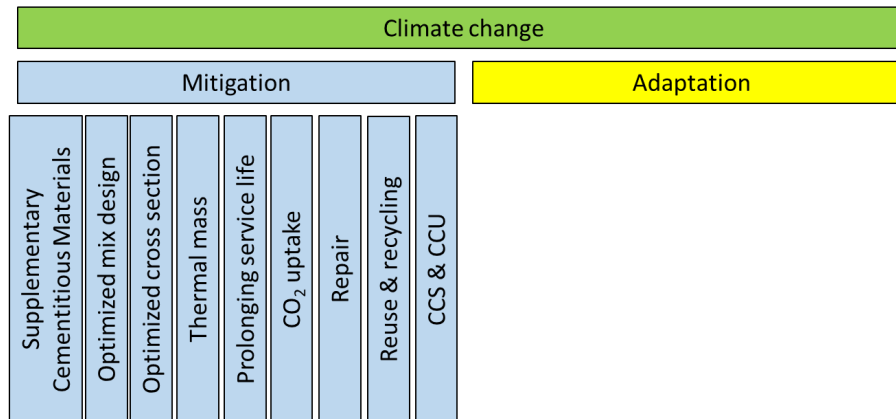 Climate change
Mitigation
Adaptation
Supplementary
Cementitious Materials
Optimized mix design
Optimized cross section
Thermal mass
Prolonging service life
CO₂ uptake
Repair
Reuse & recycling
CCS & CCU